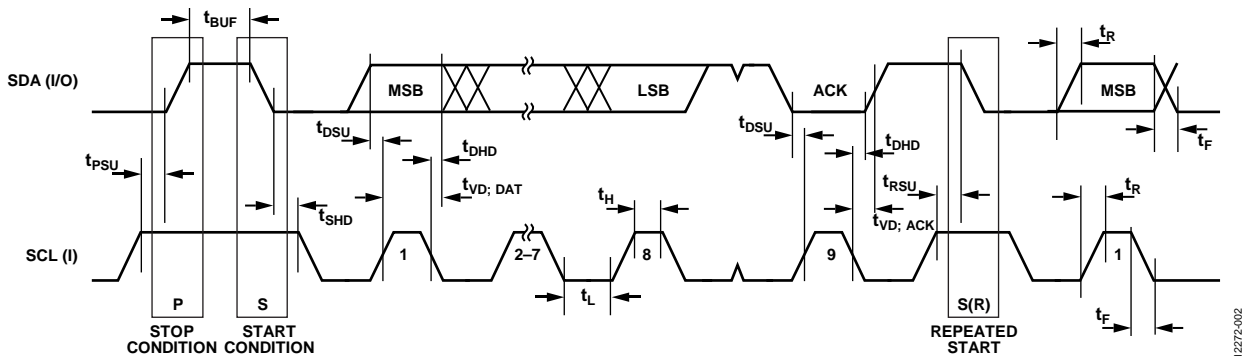 tBUF
tR
SDA (I/O)
MSB
LSB
ACK
MSB
tDSU
tDHD
tDSU
tDHD
tF
tPSU
tVD; DAT
tH
tRSU
tR
tSHD
tVD; ACK
SCL (I)
1
2–7
8
9
1
P
S
tL
S(R)
tF
STOP
CONDITION
START
CONDITION
REPEATED
START
12272-002